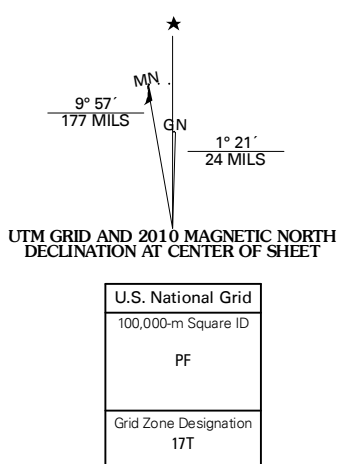 MN
9° 57´
177 MILS
GN
1° 21´
24 MILS
UTM GRID AND 2010 MAGNETIC NORTH
DECLINATION AT CENTER OF SHEET
U.S. National Grid
100,000-m Square ID
PF
Grid Zone Designation
17T